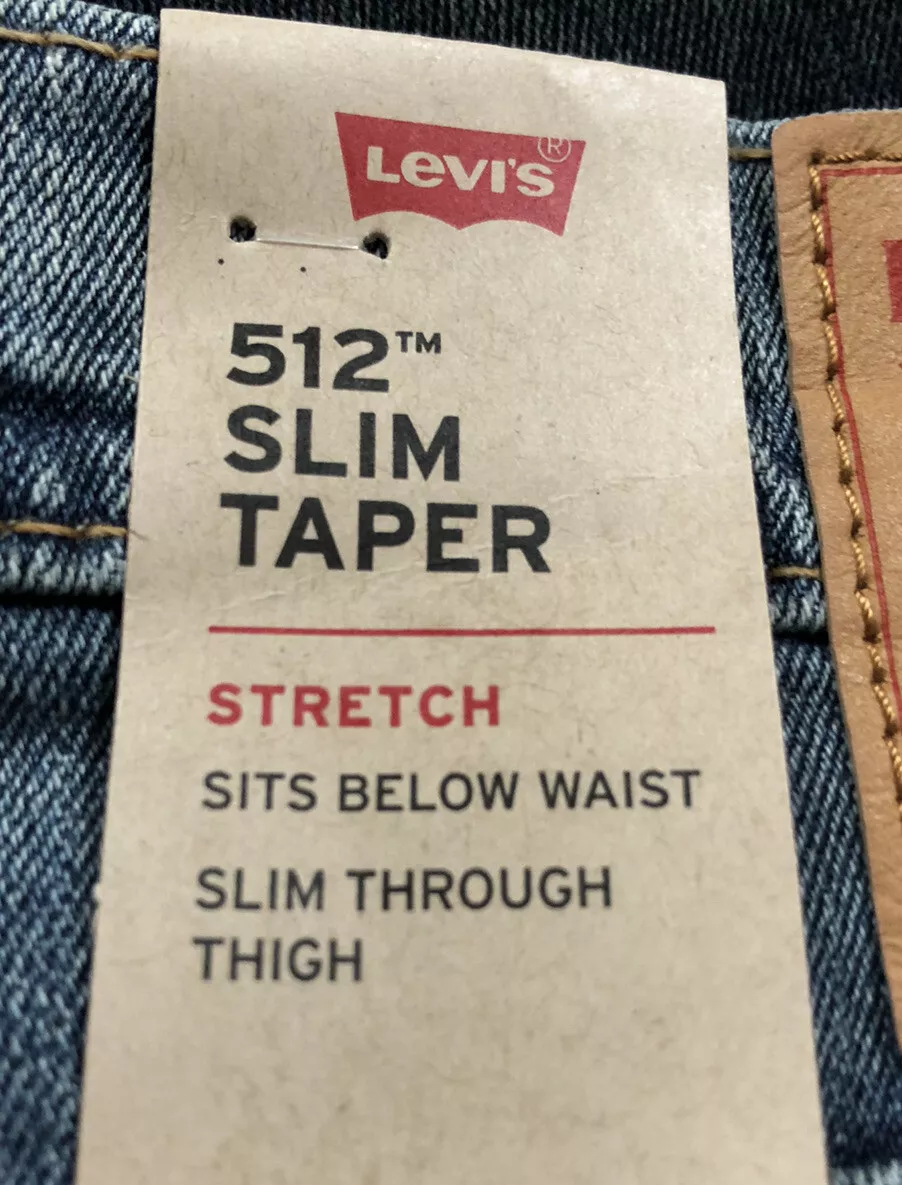 Levi's®
512™
SLIM
TAPER
STRETCH
SITS BELOW WAIST
SLIM THROUGH
THIGH